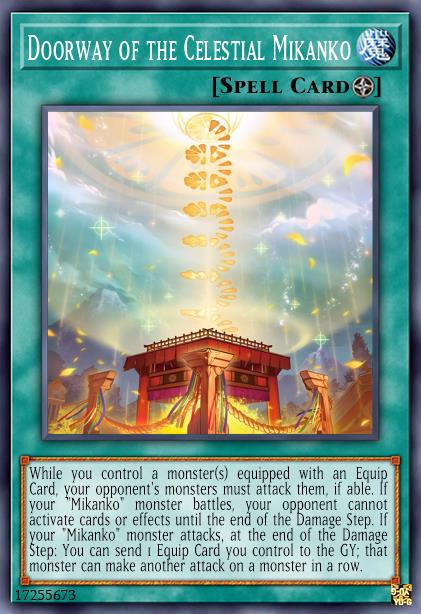 DOORWAY OF THE CELESTIAL MIKANKO
魔
[SPELL CARD]
While you control a monster(s) equipped with an Equip
Card, your opponent's monsters must attack them, if able. If
your "Mikanko" monster battles, your opponent cannot
activate cards or effects until the end of the Damage Step. If
your "Mikanko" monster attacks, at the end of the Damage
Step: You can send 1 Equip Card you control to the GY; that
monster can make another attack on a monster in a row.
17255673